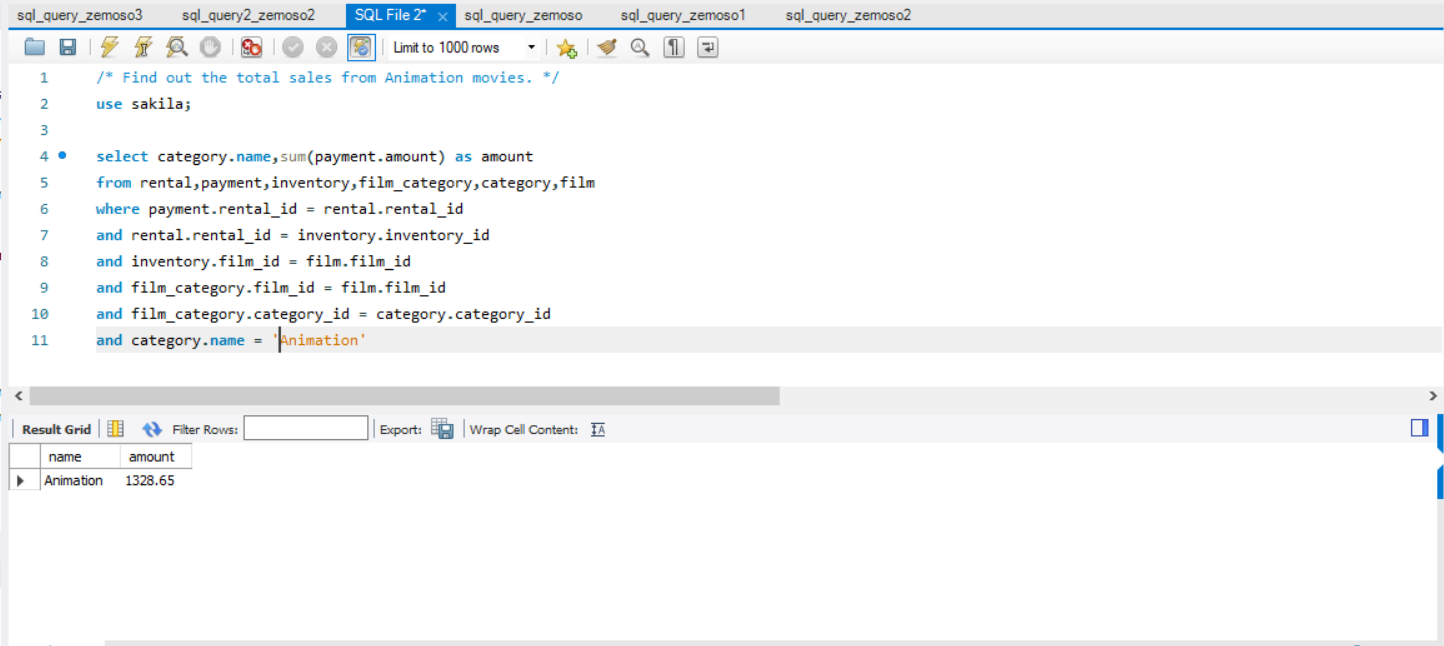 sql_query_zemoso3 sql_query2_zemoso2 SQL File 2* × sql_query_zemoso sql_query_zemoso1 sql_query_zemoso2
Limit to 1000 rows
1 /* Find out the total sales from Animation movies. */
2 use sakila;
3
4 select category.name,sum(payment.amount) as amount
5 from rental,payment,inventory,film_category,category,film
6 where payment.rental_id = rental.rental_id
7 and rental.rental_id = inventory.inventory_id
8 and inventory.film_id = film.film_id
9 and film_category.film_id = film.film_id
10 and film_category.category_id = category.category_id
11 and category.name = 'Animation'
Result Grid Filter Rows: Export: Wrap Cell Content: IA
name amount
Animation 1328.65